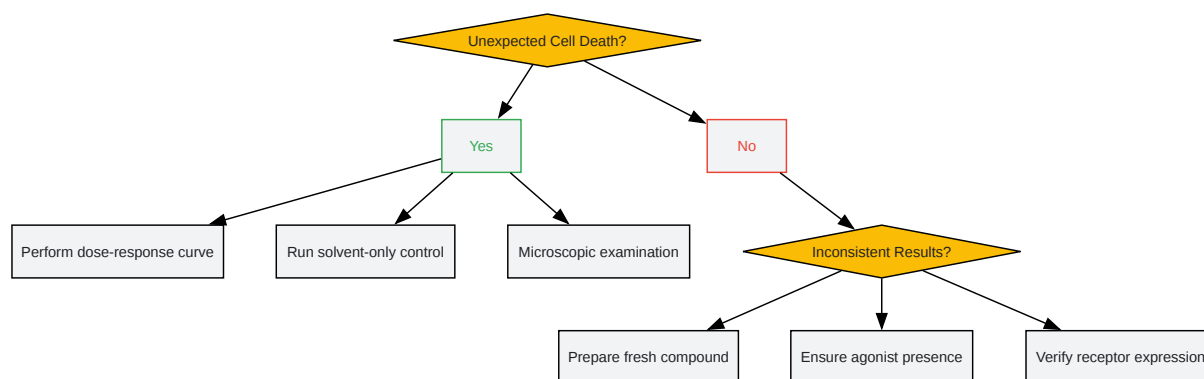 Unexpected Cell Death?
Yes
No
Perform dose-response curve
Run solvent-only control
Microscopic examination
Inconsistent Results?
Prepare fresh compound
Ensure agonist presence
Verify receptor expression